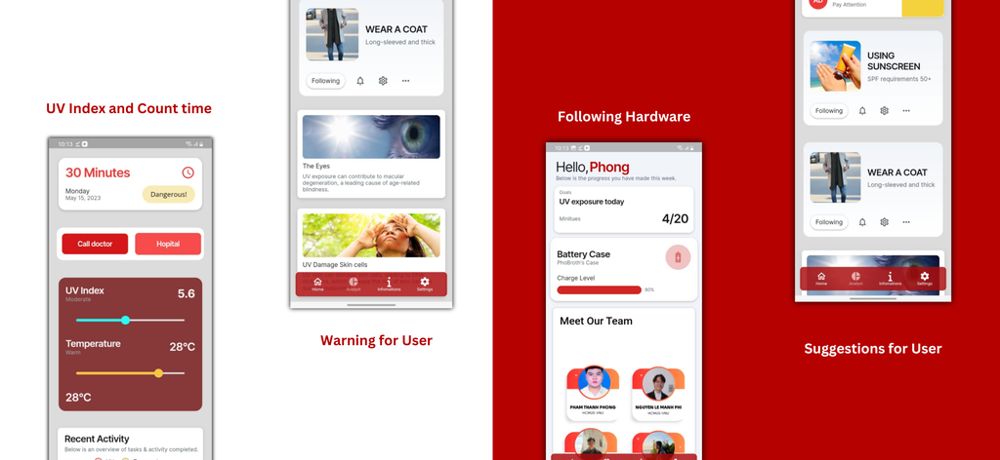 UV Index and Count time
10:13
30 Minutes
Monday
May 15, 2023
Dangerous!
Call doctor
Hopital
UV Index
Moderate
5.6
Temperature
Warm
28°C
28°C
Recent Activity
Below is an overview of tasks & activity completed.
WEAR A COAT
Long-sleeved and thick
Following
The Eyes
UV exposure can contribute to macular
degeneration, a leading cause of age-related
blindness.
UV Damage Skin cells
Home
Analyst
Infomations
Settings
Warning for User
Following Hardware
10:13
Hello, Phong
Below is the progress you have made this week.
Goals
UV exposure today
Mintiues
4/20
Battery Case
PhoBroth's Case
Charge Level
90%
Meet Our Team
PHAM THANH PHONG
HCMUS-VNU
NGUYEN LE MANH PHI
HCMUS-VNU
Pay Attention
USING
SUNSCREEN
SPF requirements 50+
Following
WEAR A COAT
Long-sleeved and thick
Following
Home
Analyst
Infomations
Settings
Suggestions for User